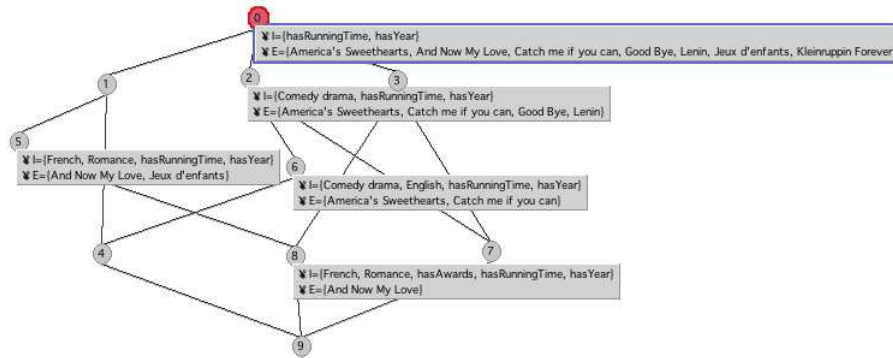 0
I={hasRunningTime, hasYear}
E={America's Sweethearts, And Now My Love, Catch me if you can, Good Bye, Lenin, Jeux d'enfants, Kleinruppin Forever
1
2
3
I={Comedy drama, hasRunningTime, hasYear}
E={America's Sweethearts, Catch me if you can, Good Bye, Lenin}
5
I={French, Romance, hasRunningTime, hasYear}
E={And Now My Love, Jeux d'enfants}
6
I={Comedy drama, English, hasRunningTime, hasYear}
E={America's Sweethearts, Catch me if you can}
4
8
7
I={French, Romance, hasAwards, hasRunningTime, hasYear}
E={And Now My Love}
9